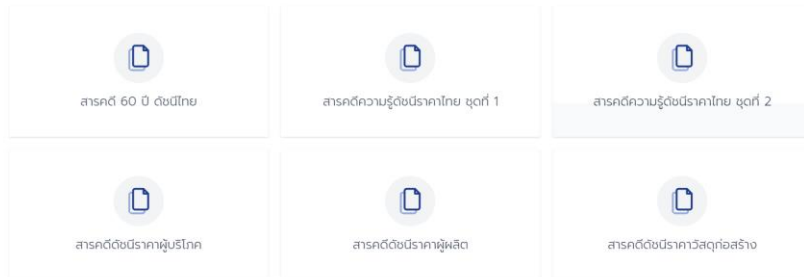 สารคดี 60 ปี ดัชนีไทย
สารคดีความรู้ดัชนีราคาไทย ชุดที่ 1
สารคดีความรู้ดัชนีราคาไทย ชุดที่ 2
สารคดีดัชนีราคาผู้บริโภค
สารคดีดัชนีราคาผู้ผลิต
สารคดีดัชนีราคาวัสดุก่อสร้าง